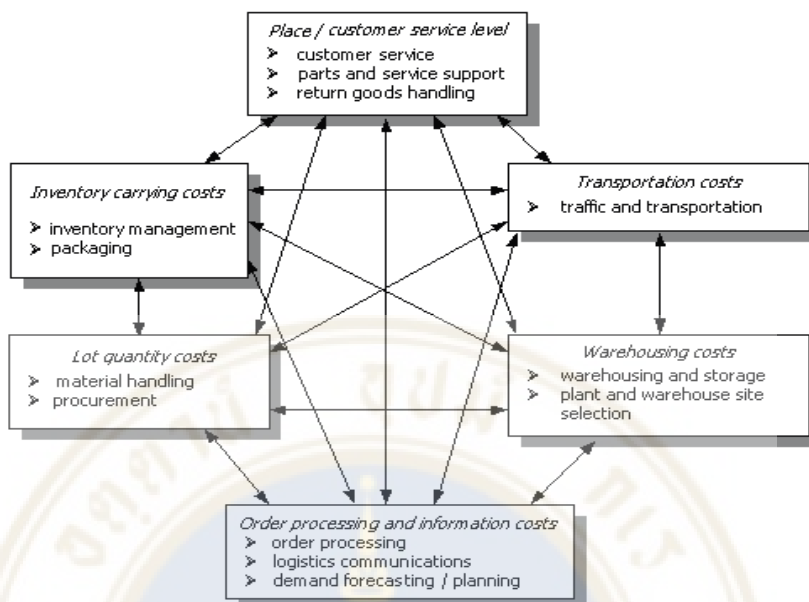 Place / customer service level
➢ customer service
➢ parts and service support
➢ return goods handling
Inventory carrying costs
➢ inventory management
➢ packaging
Transportation costs
➢ traffic and transportation
Lot quantity costs
➢ material handling
➢ procurement
Warehousing costs
➢ warehousing and storage
➢ plant and warehouse site
selection
Order processing and information costs
➢ order processing
➢ logistics communications
➢ demand forecasting / planning